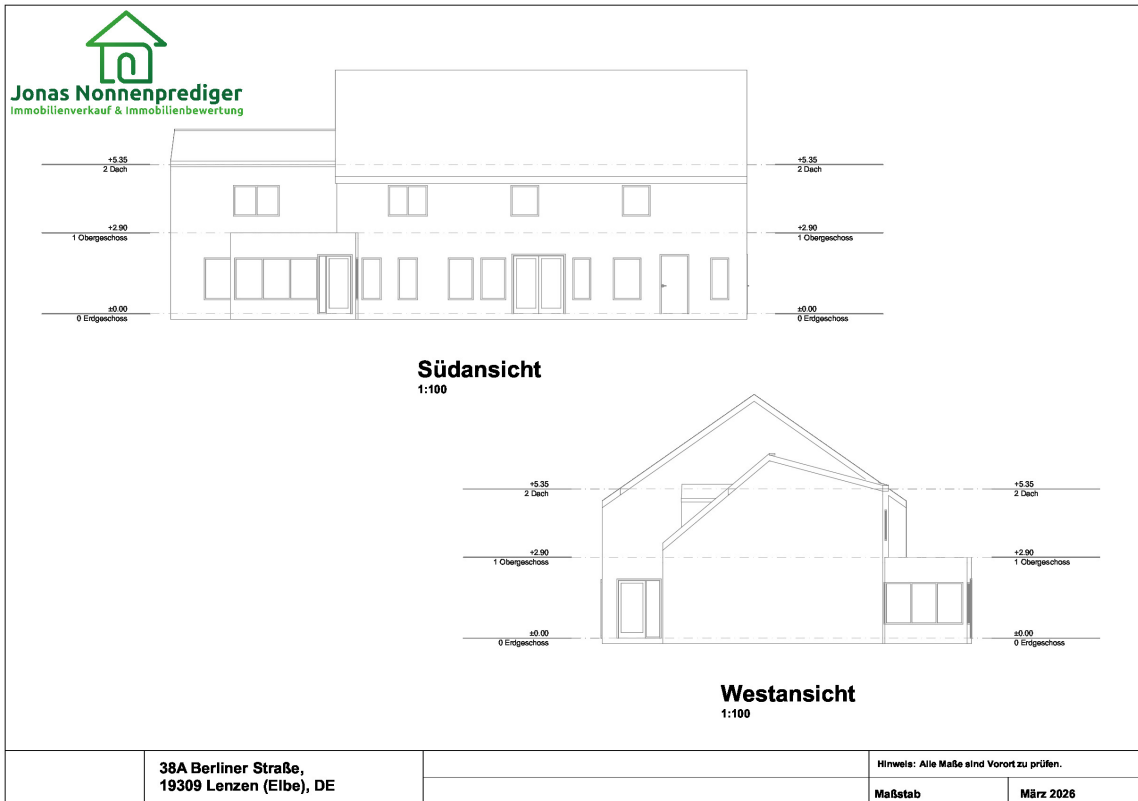 Jonas Nonnenprediger
Immobilienverkauf & Immobilienbewertung
+5.35
2 Dach
+5.35
2 Dach
+2.90
1 Obergeschoss
+2.90
1 Obergeschoss
±0.00
0 Erdgeschoss
±0.00
0 Erdgeschoss
Südansicht
1:100
+5.35
2 Dach
+5.35
2 Dach
+2.90
1 Obergeschoss
+2.90
1 Obergeschoss
±0.00
0 Erdgeschoss
±0.00
0 Erdgeschoss
Westansicht
1:100
38A Berliner Straße,
19309 Lenzen (Elbe), DE
Hinweis: Alle Maße sind Vorort zu prüfen.
Maßstab
März 2026